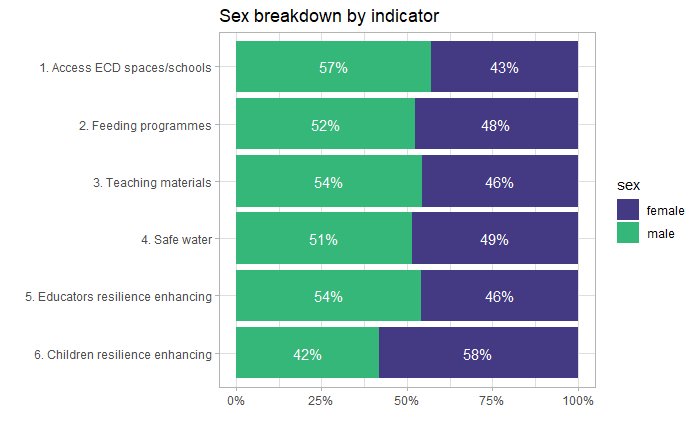 Sex breakdown by indicator
1. Access ECD spaces/schools
57% 43%
2. Feeding programmes
52% 48%
3. Teaching materials
54% 46%
4. Safe water
51% 49%
5. Educators resilience enhancing
54% 46%
6. Children resilience enhancing
42% 58%
0% 25% 50% 75% 100%
sex
female
male